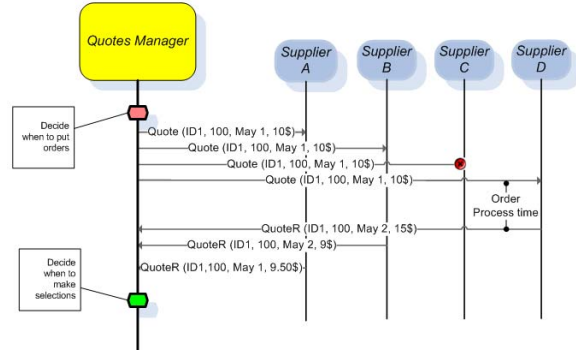 Quotes Manager
Supplier
A
Supplier
B
Supplier
C
Supplier
D
Decide
when to put
orders
Quote (ID1, 100, May 1, 10$)
Quote (ID1, 100, May 1, 10$)
Quote (ID1, 100, May 1, 10$)
Quote (ID1, 100, May 1, 10$)
Order
Process time
QuoteR (ID1, 100, May 2, 15$)
QuoteR (ID1, 100, May 2, 9$)
QuoteR (ID1,100, May 1, 9.50$)
Decide
when to
make
selections